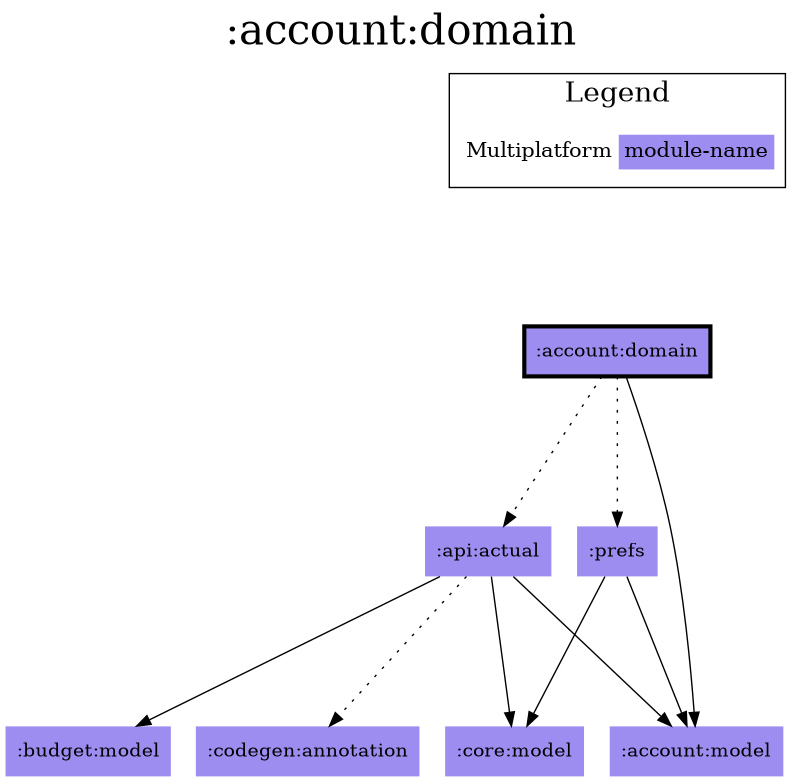 :account:domain
Legend
Multiplatform module-name
:account:domain
:api:actual :prefs
:budget:model :codegen:annotation :core:model :account:model